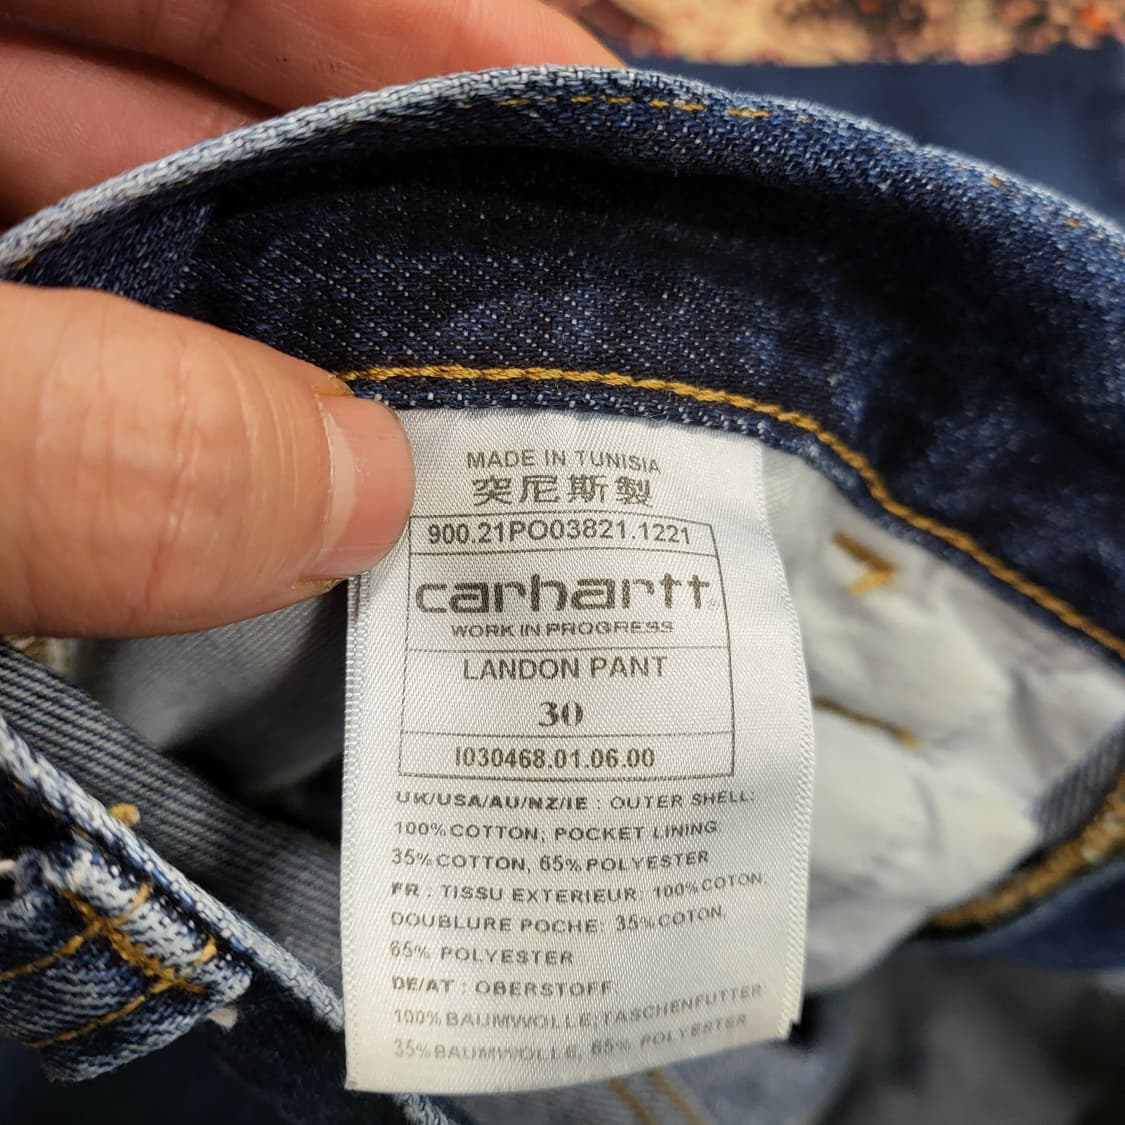 MADE IN TUNISIA
突尼斯製
900.21PO03821.1221
carhartt®
WORK IN PROGRESS
LANDON PANT
30
I030468.01.06.00
UK/USA/AU/NZ/IE : OUTER SHELL:
100% COTTON; POCKET LINING
35% COTTON, 65% POLYESTER
FR : TISSU EXTERIEUR: 100% COTON,
DOUBLURE POCHE: 35% COTON,
65% POLYESTER
DE/AT : OBERSTOFF:
100% BAUMWOLLE;TASCHENFUTTER
35% BAUMWOLLE, 65% POLYESTER